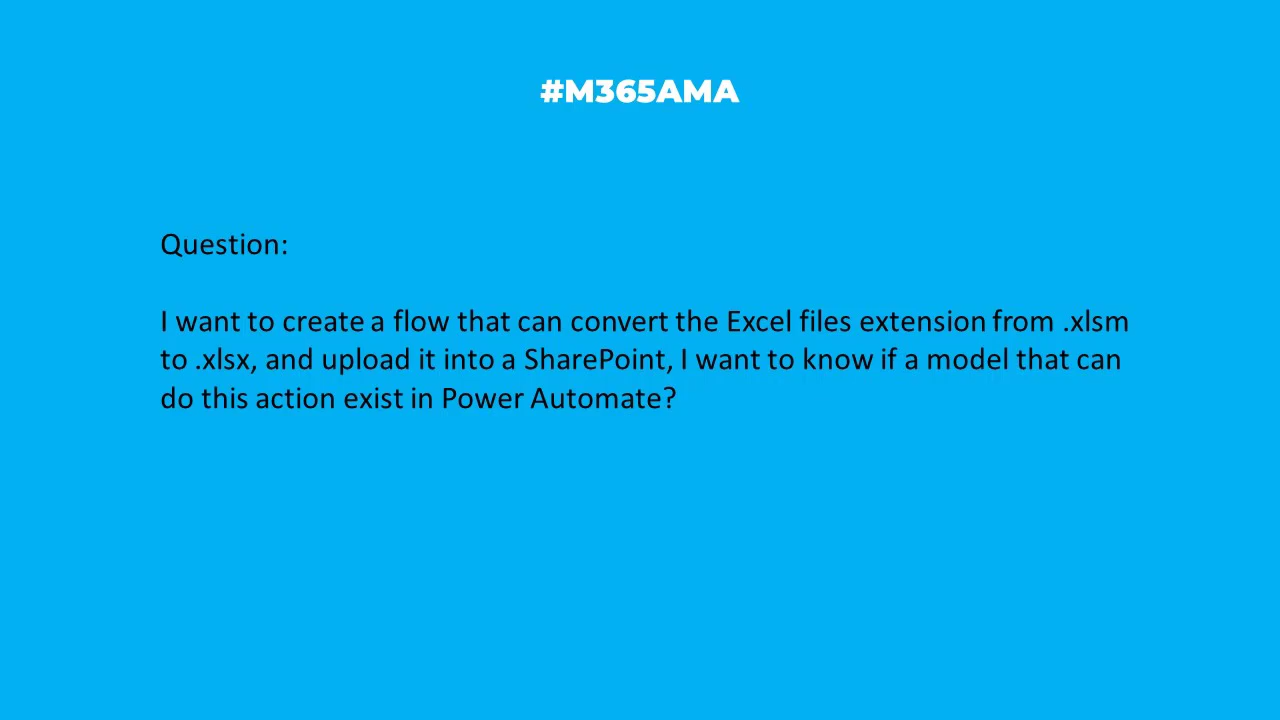 #M365AMA
Question:
I want to create a flow that can convert the Excel files extension from .xlsm
to .xlsx, and upload it into a SharePoint, I want to know if a model that can
do this action exist in Power Automate?